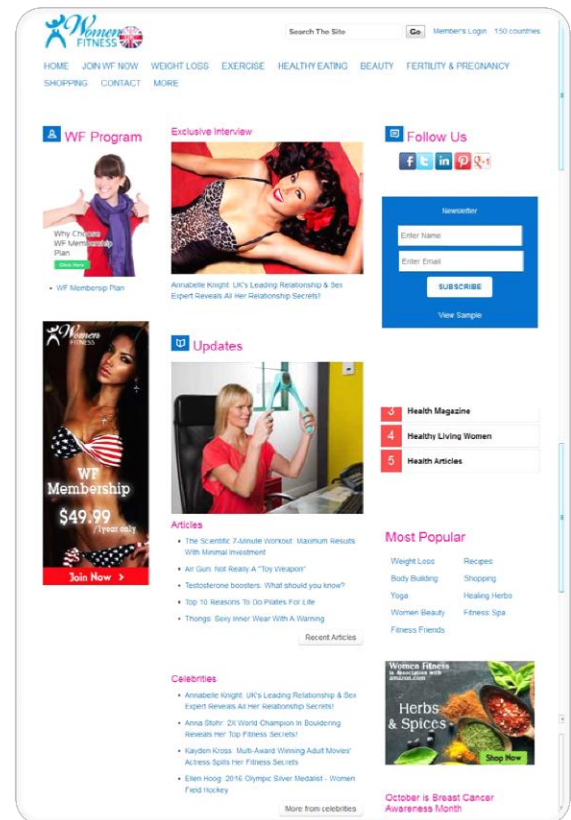 Women
FITNESS
Search The Site
Go
Member's Login
150 countries
HOME JOIN WF NOW WEIGHT LOSS EXERCISE HEALTHY EATING BEAUTY FERTILITY & PREGNANCY
SHOPPING CONTACT MORE
WF Program
Why Choose
WF Membership
Plan
Click Here
WF Membersip Plan
Women
FITNESS
WF
Membership
$49.99
/1year only
Join Now >
Exclusive Interview
Annabelle Knight: UK's Leading Relationship & Sex
Expert Reveals All Her Relationship Secrets!
Updates
Articles
The Scientific 7-Minute Workout: Maximum Results
With Minimal Investment
Air Gun: Not Really A "Toy Weapon"
Testosterone boosters: What should you know?
Top 10 Reasons To Do Pilates For Life
Thongs: Sexy Inner Wear With A Warning
Recent Articles
Celebrities
Annabelle Knight: UK's Leading Relationship & Sex
Expert Reveals All Her Relationship Secrets!
Anna Stohr: 2X World Champion In Bouldering
Reveals Her Top Fitness Secrets!
Kayden Kross: Multi-Award Winning Adult Movies'
Actress Spills Her Fitness Secrets
Ellen Hoog: 2016 Olympic Silver Medalist - Women
Field Hockey
More from celebrities
Follow Us
f t in P g+1
Newsletter
Enter Name
Enter Email
SUBSCRIBE
View Sample
3 Health Magazine
4 Healthy Living Women
5 Health Articles
Most Popular
Weight Loss Recipes
Body Building Shopping
Yoga Healing Herbs
Women Beauty Fitness Spa
Fitness Friends
Women Fitness
in Association with
amazon.com
Herbs
& Spices
Shop Now
October is Breast Cancer
Awareness Month